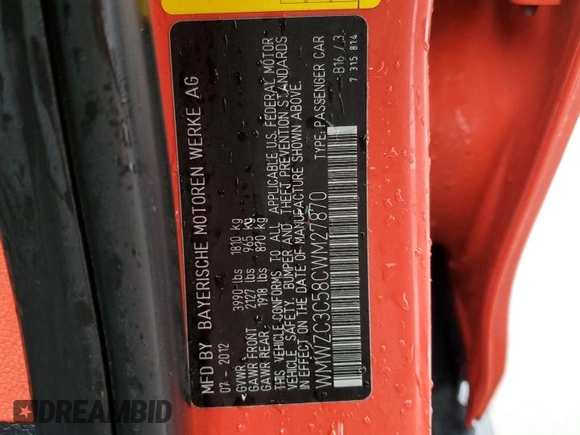 MFD BY BAYERISCHE MOTOREN WERKE AG
07 - 2012
GVWR 3990 lbs 1810 kg
GAWR FRONT 2127 lbs 965 kg
GAWR REAR 1918 lbs 870 kg
THIS VEHICLE CONFORMS TO ALL APPLICABLE U.S. FEDERAL MOTOR
VEHICLE SAFETY, BUMPER AND THEFT PREVENTION STANDARDS
IN EFFECT ON THE DATE OF MANUFACTURE SHOWN ABOVE.
WMWZC3C58CWM27870 TYPE: PASSENGER CAR
B16 / 3
7 315 814
DREAMBID